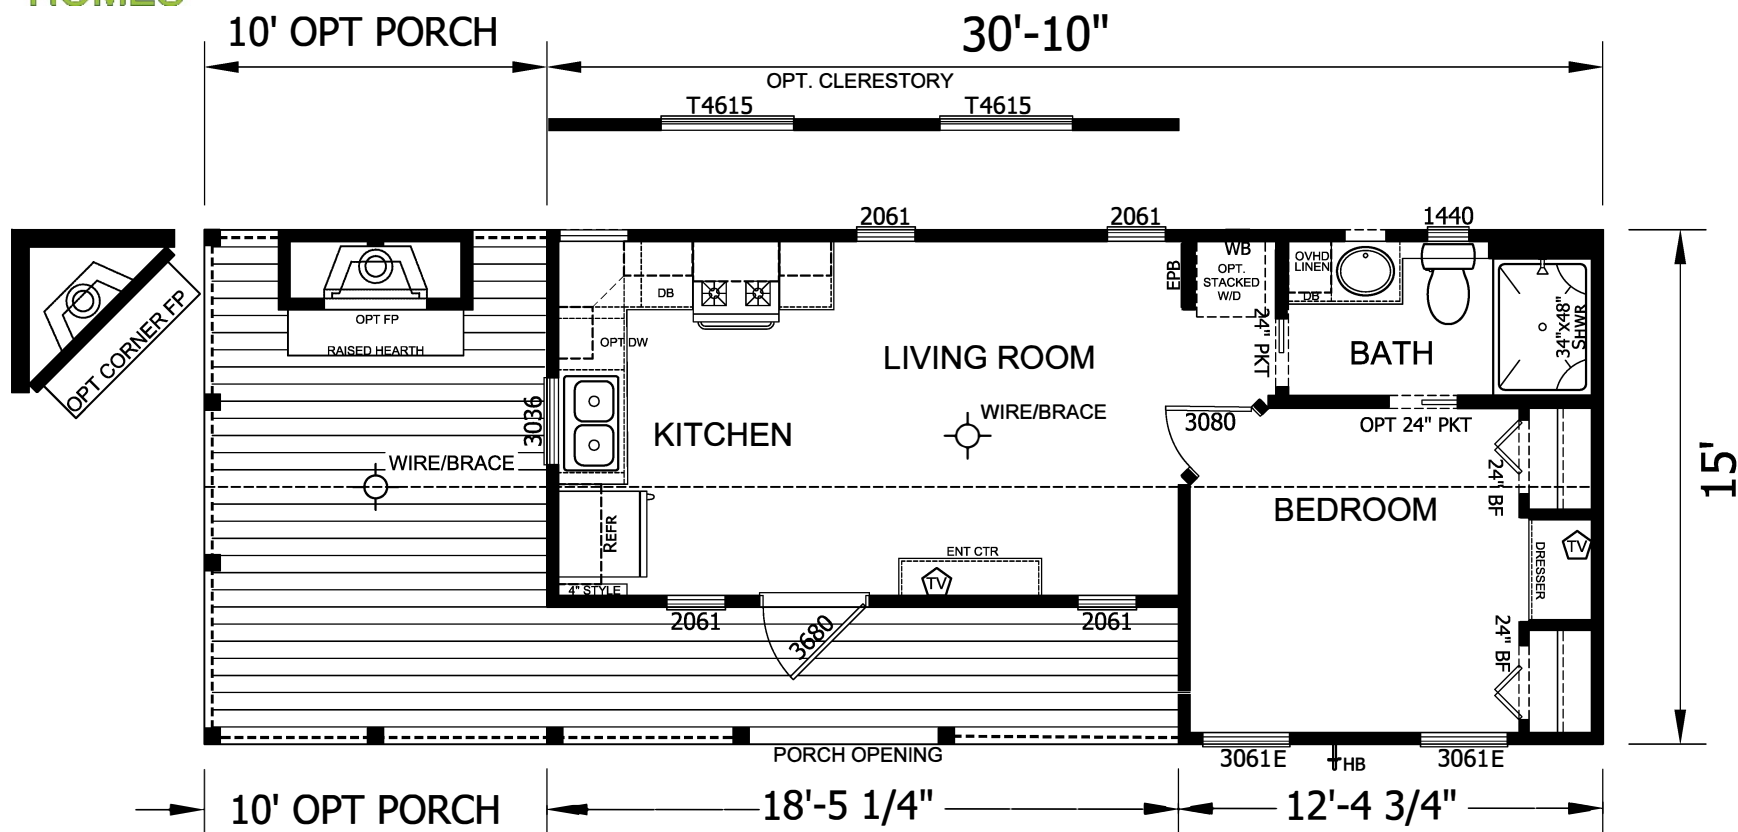 HOMES
10' OPT PORCH
30'-10"
OPT. CLERESTORY
T4615
T4615
2061
2061
1440
OPT CORNER FP
OPT FP
RAISED HEARTH
DB
OPT DW
EPB
WB
OPT.
STACKED
W/D
OVHD
LINEN
DB
24" PKT
34"x48"
SHWR
LIVING ROOM
BATH
3036
KITCHEN
WIRE/BRACE
3080
OPT 24" PKT
WIRE/BRACE
24" BF
BEDROOM
15'
REFR
ENT CTR
TV
TV
DRESSER
4" STYLE
2061
3680
2061
24" BF
PORCH OPENING
3061E
HB
3061E
10' OPT PORCH
18'-5 1/4"
12'-4 3/4"